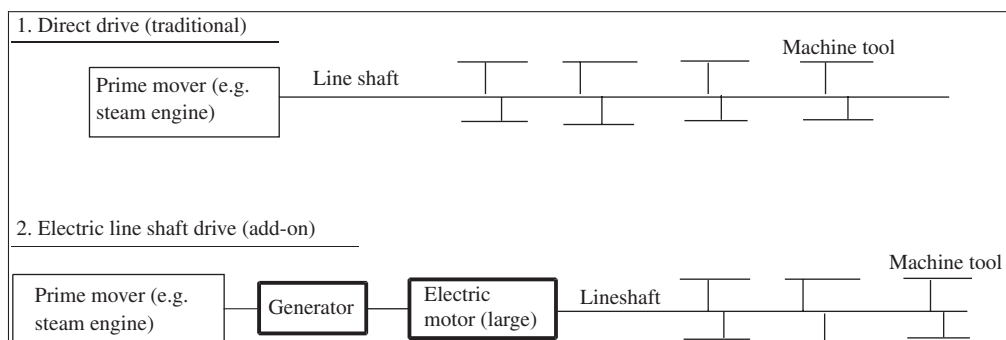 1. Direct drive (traditional)
Machine tool
Prime mover (e.g.
steam engine)
Line shaft
2. Electric line shaft drive (add-on)
Machine tool
Prime mover (e.g.
steam engine)
Generator
Electric
motor (large)
Lineshaft